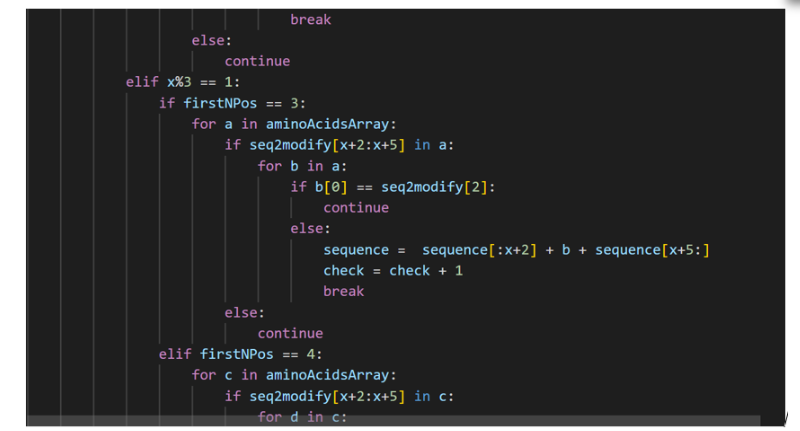 break
else:
continue
elif x%3 == 1:
if firstNPos == 3:
for a in aminoAcidsArray:
if seq2modify[x+2:x+5] in a:
for b in a:
if b[0] == seq2modify[2]:
continue
else:
sequence =  sequence[:x+2] + b + sequence[x+5:]
check = check + 1
break
else:
continue
elif firstNPos == 4:
for c in aminoAcidsArray:
if seq2modify[x+2:x+5] in c:
for d in c: